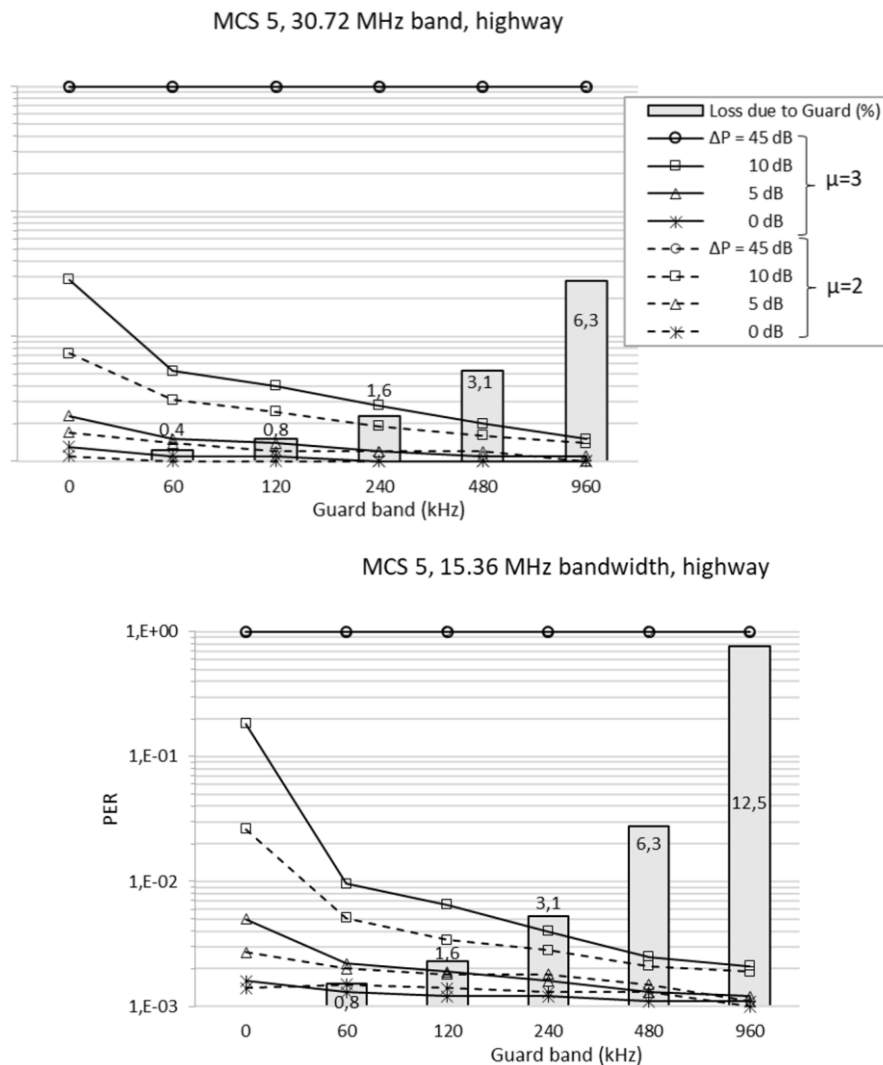 MCS 5, 30.72 MHz band, highway
Loss due to Guard (%)
ΔP = 45 dB
10 dB
5 dB
0 dB
μ=3
ΔP = 45 dB
10 dB
5 dB
0 dB
μ=2
0,4
0,8
1,6
3,1
6,3
0 60 120 240 480 960
Guard band (kHz)
MCS 5, 15.36 MHz bandwidth, highway
1,E+00
1,E-01
1,E-02
1,E-03
PER
0,8
1,6
3,1
6,3
12,5
0 60 120 240 480 960
Guard band (kHz)